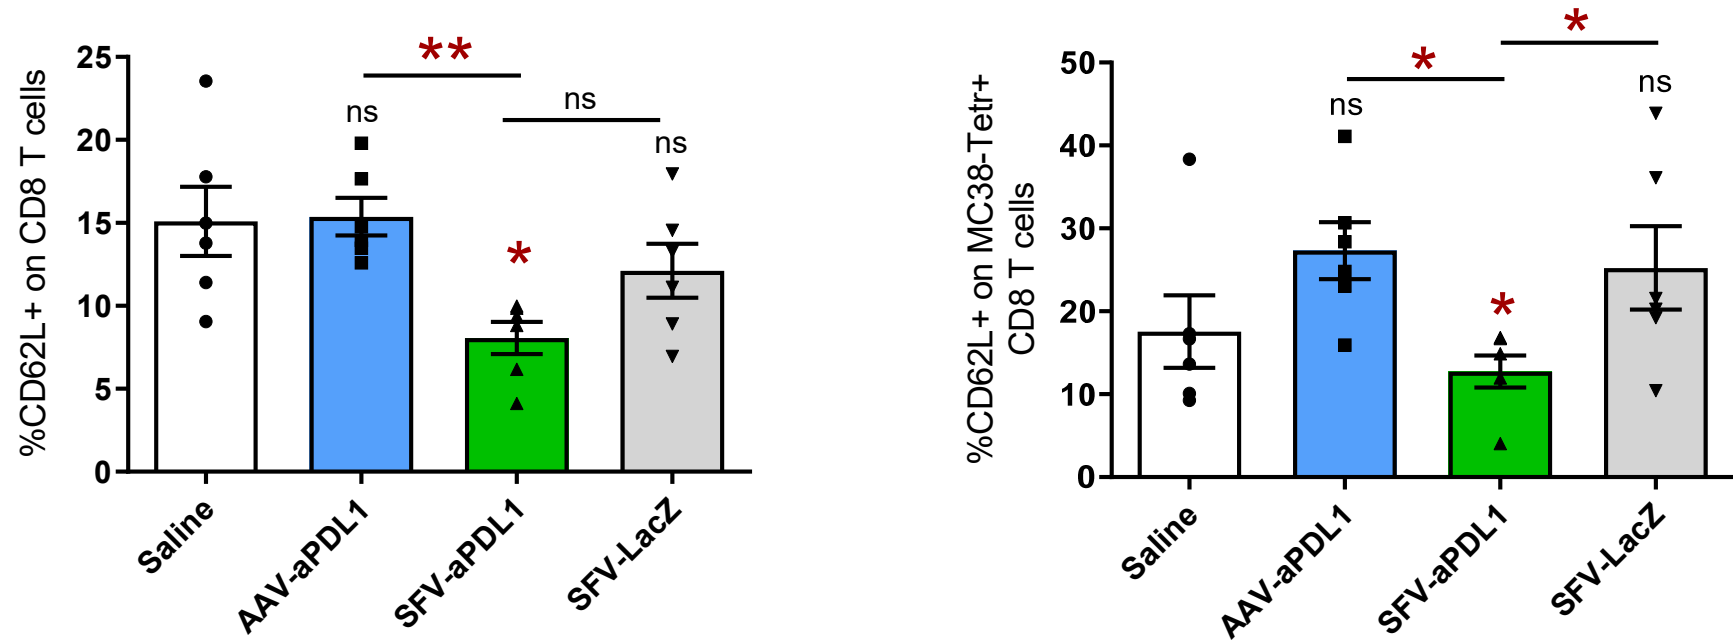 %CD62L+ on CD8 T cells
25
20
15
10
5
0
**
ns
ns
ns
*
Saline
AAV-aPDL1
SFV-aPDL1
SFV-LacZ
%CD62L+ on MC38-Tetr+
CD8 T cells
50
40
30
20
10
0
*
*
ns
ns
*
Saline
AAV-aPDL1
SFV-aPDL1
SFV-LacZ